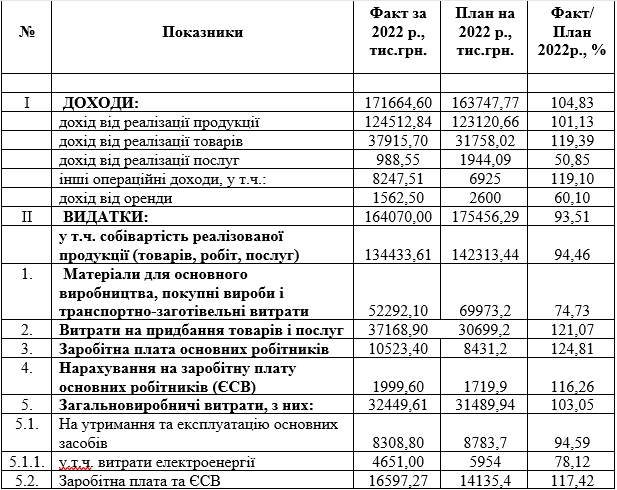 № Показники Факт за 2022 р., тис.грн. План на 2022 р., тис.грн. Факт/ План 2022р., %
I ДОХОДИ: 171664,60 163747,77 104,83
дохід від реалізації продукції 124512,84 123120,66 101,13
дохід від реалізації товарів 37915,70 31758,02 119,39
дохід від реалізації послуг 988,55 1944,09 50,85
інші операційні доходи, у т.ч.: 8247,51 6925 119,10
дохід від оренди 1562,50 2600 60,10
II ВИДАТКИ: 164070,00 175456,29 93,51
у т.ч. собівартість реалізованої
продукції (товарів, робіт, послуг) 134433,61 142313,44 94,46
1. Матеріали для основного
виробництва, покупні вироби і
транспортно-заготівельні витрати 52292,10 69973,2 74,73
2. Витрати на придбання товарів і послуг 37168,90 30699,2 121,07
3. Заробітна плата основних робітників 10523,40 8431,2 124,81
4. Нарахування на заробітну плату
основних робітників (ЄСВ) 1999,60 1719,9 116,26
5. Загальновиробничі витрати, з них: 32449,61 31489,94 103,05
5.1. На утримання та експлуатацію основних
засобів 8308,80 8783,7 94,59
5.1.1. у т.ч. витрати електроенергії 4651,00 5954 78,12
5.2. Заробітна плата та ЄСВ 16597,27 14135,4 117,42